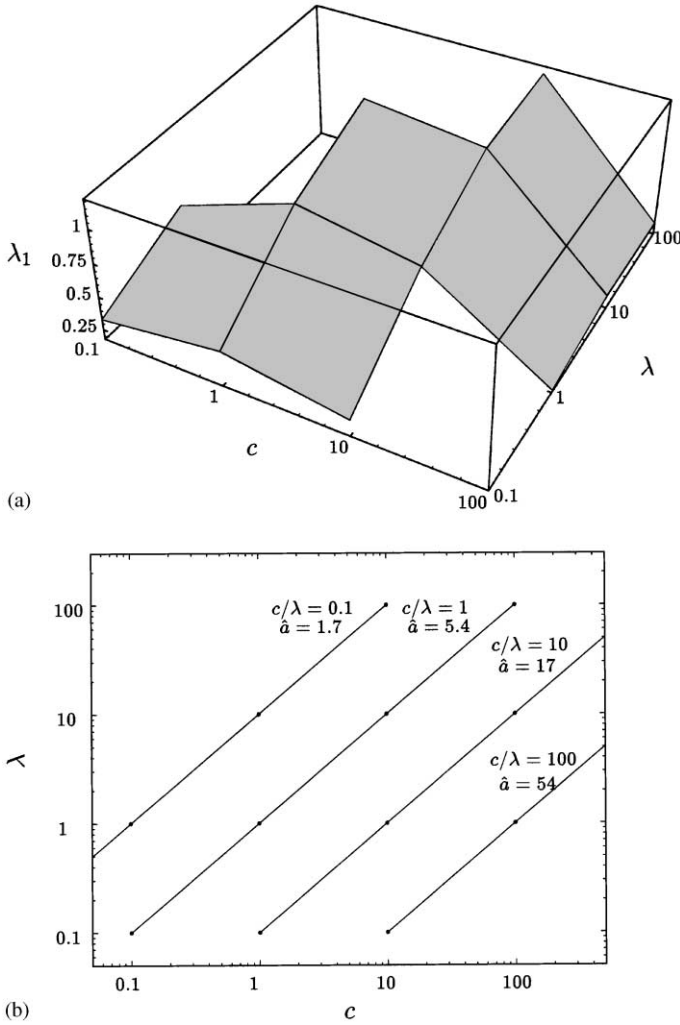 1
λ₁ 0.75
0.5
0.25
0.1
1
c
10
100
0.1
1
10
100
λ
(a)
100
10
λ
1
0.1
c/λ = 0.1
â = 1.7
c/λ = 1
â = 5.4
c/λ = 10
â = 17
c/λ = 100
â = 54
0.1 1 10 100
c
(b)